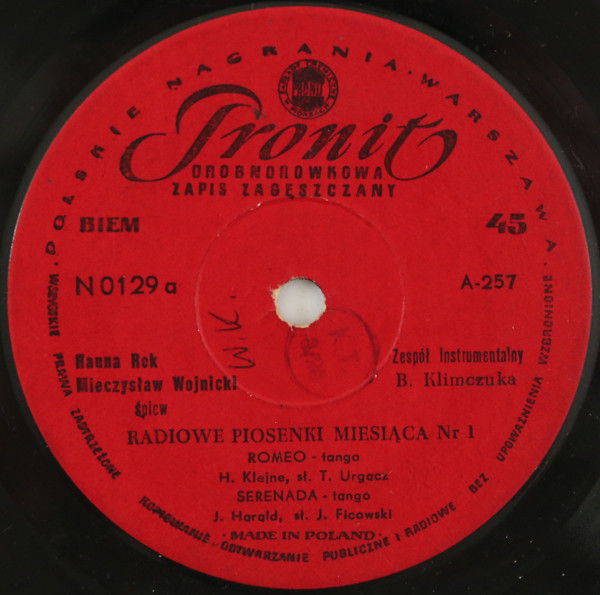 POLSKIE NAGRANIA · WARSZAWA ·
PRONIT
Pronit
DROBNOROWKOWA
ZAPIS ZAGĘSZCZANY
BIEM
45
N 0129 a
A-257
W.K.
K.T.
Hanna Rek
Mieczysław Wojnicki
śpiew
Zespół Instrumentalny
B. Klimczuka
RADIOWE PIOSENKI MIESIĄCA Nr 1
ROMEO - tango
H. Klejne, sł. T. Urgacz
SERENADA - tango
J. Harald, sł. J. Ficowski
· MADE IN POLAND ·
· WSZYSTKIE PRAWA ZASTRZEŻONE · KOPIOWANIE · ODTWARZANIE PUBLICZNE I RADIOWE BEZ UPOWAŻNIENIA WZBRONIONE